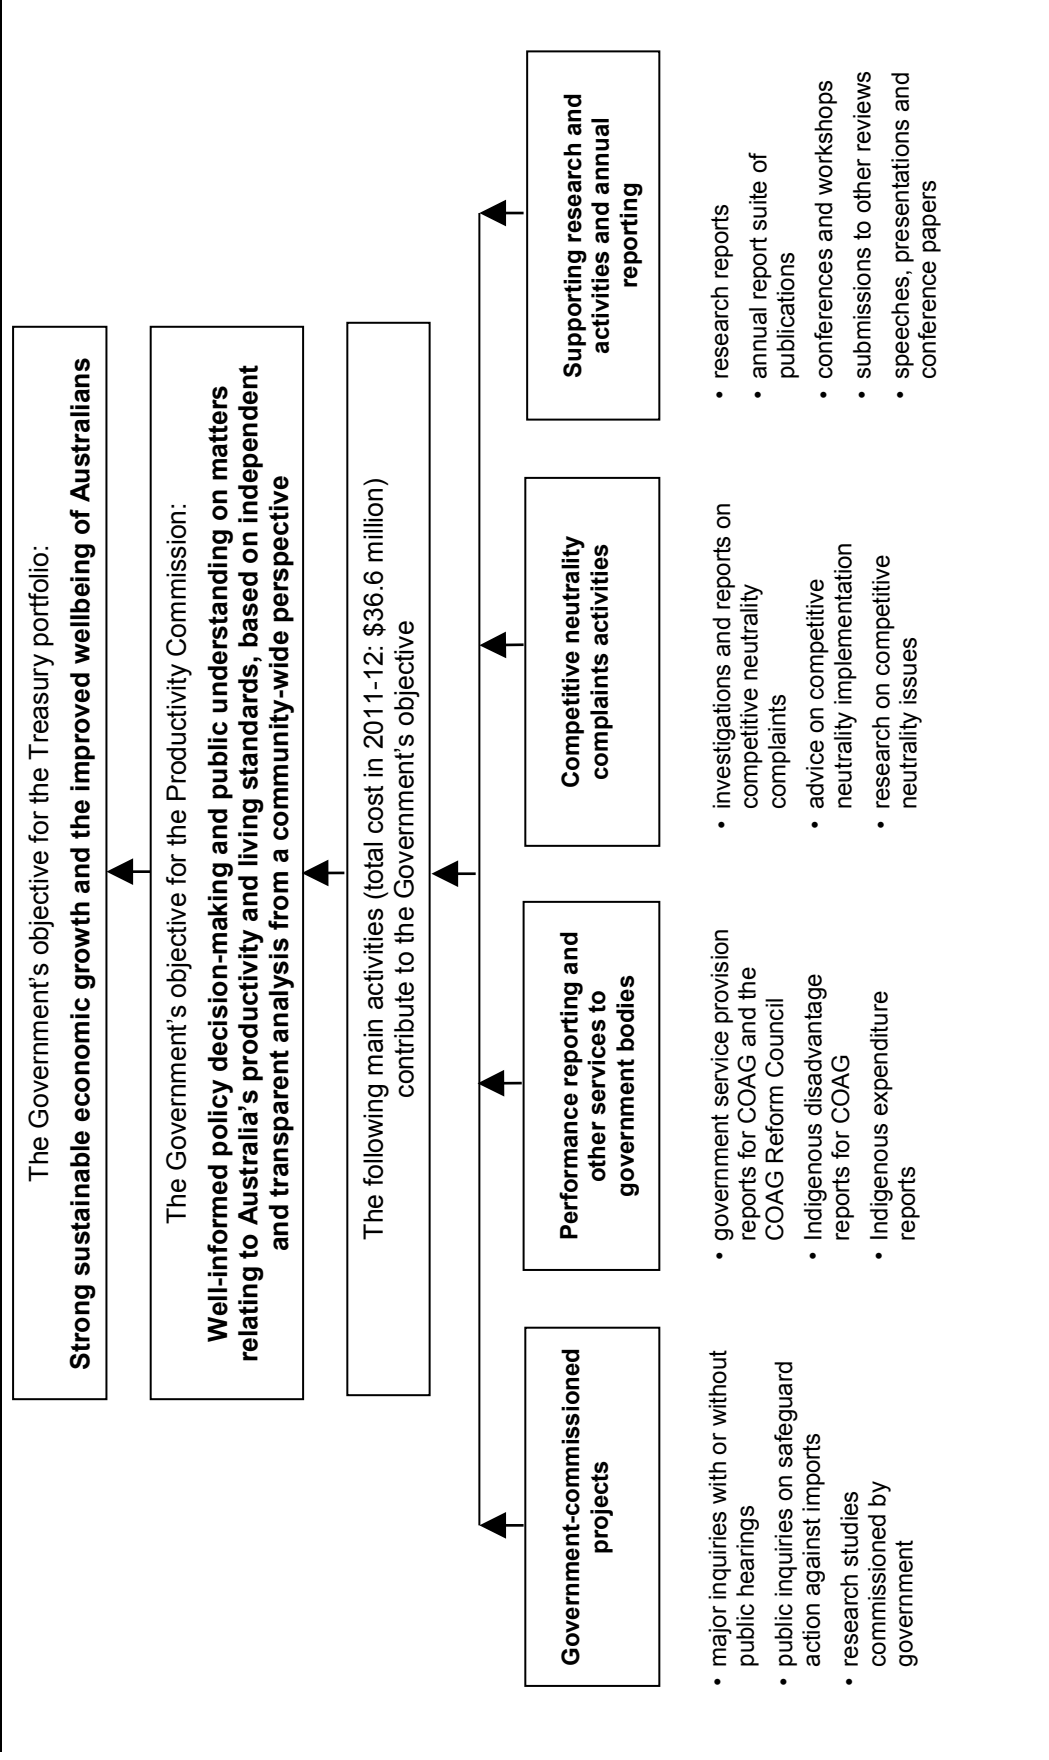 The Government's objective for the Treasury portfolio:
Strong sustainable economic growth and the improved wellbeing of Australians
The Government's objective for the Productivity Commission:
Well-informed policy decision-making and public understanding on matters
relating to Australia's productivity and living standards, based on independent
and transparent analysis from a community-wide perspective
The following main activities (total cost in 2011-12: $36.6 million)
contribute to the Government's objective
Government-commissioned
projects
• major inquiries with or without
public hearings
• public inquiries on safeguard
action against imports
• research studies
commissioned by
government
Performance reporting and
other services to
government bodies
• government service provision
reports for COAG and the
COAG Reform Council
• Indigenous disadvantage
reports for COAG
• Indigenous expenditure
reports
Competitive neutrality
complaints activities
• investigations and reports on
competitive neutrality
complaints
• advice on competitive
neutrality implementation
• research on competitive
neutrality issues
Supporting research and
activities and annual
reporting
• research reports
• annual report suite of
publications
• conferences and workshops
• submissions to other reviews
• speeches, presentations and
conference papers